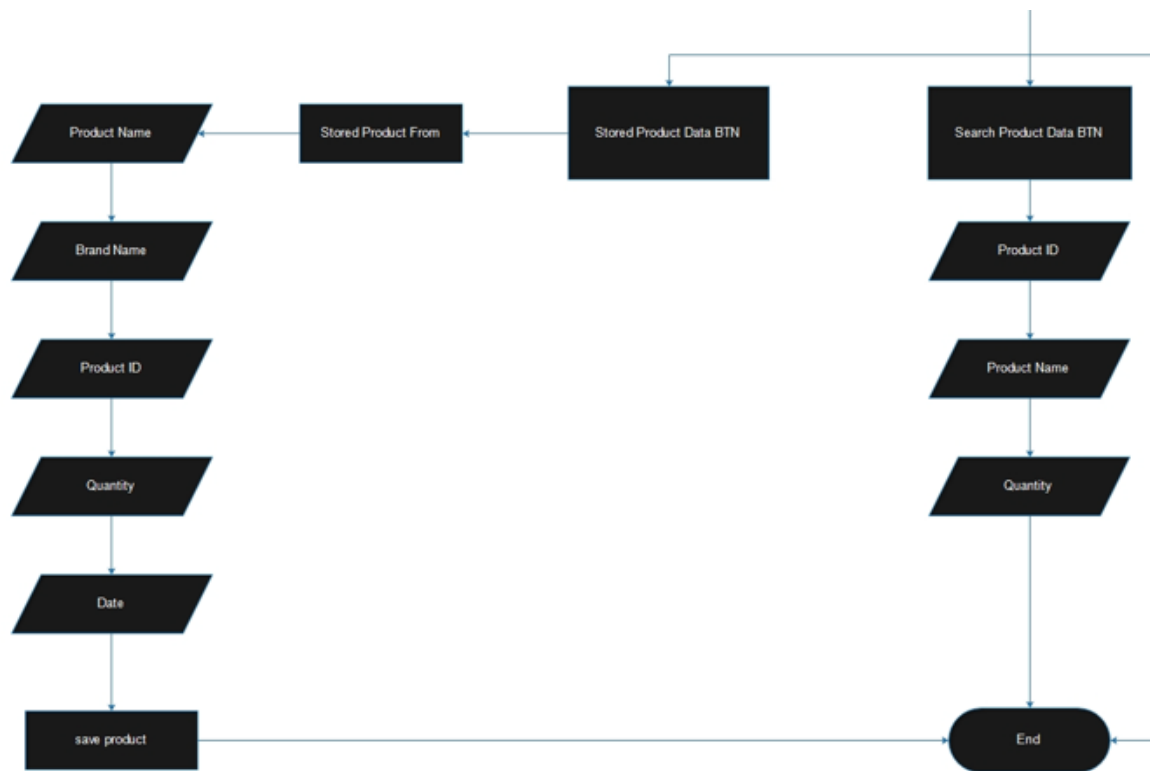 Product Name
Stored Product From
Stored Product Data BTN
Search Product Data BTN
Brand Name
Product ID
Product ID
Product Name
Quantity
Quantity
Date
save product
End